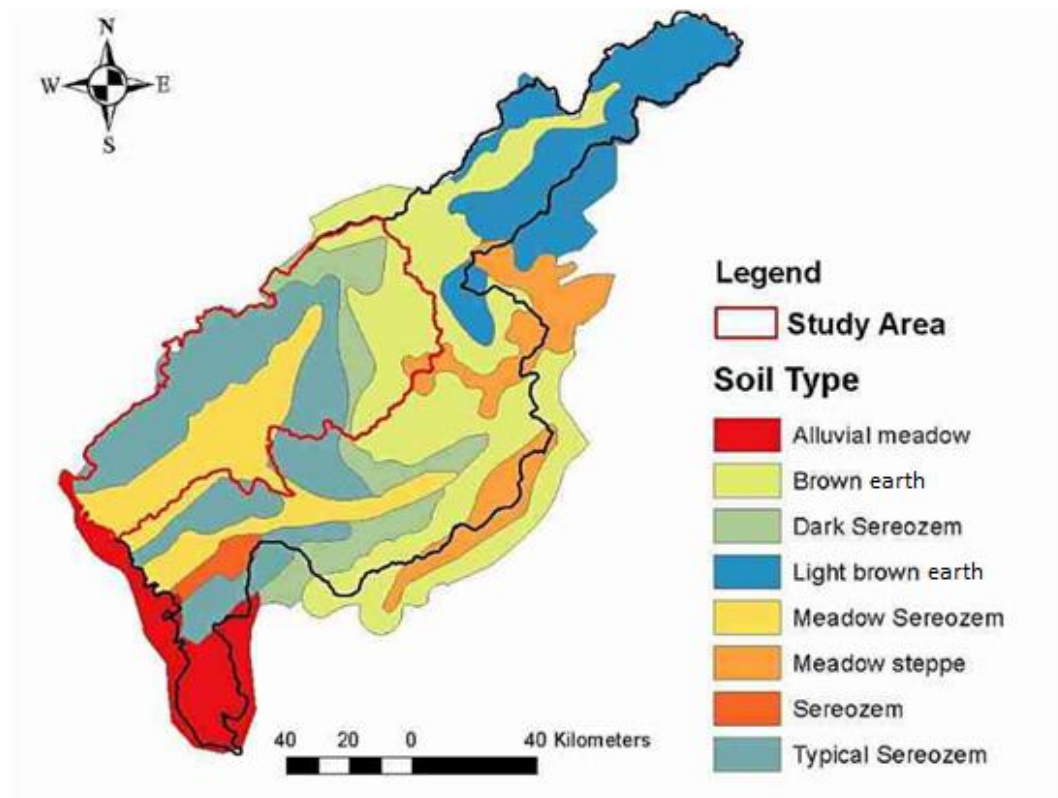 N
W E
S
Legend
Study Area
Soil Type
Alluvial meadow
Brown earth
Dark Sereozem
Light brown earth
Meadow Sereozem
Meadow steppe
Sereozem
Typical Sereozem
40 20 0 40 Kilometers